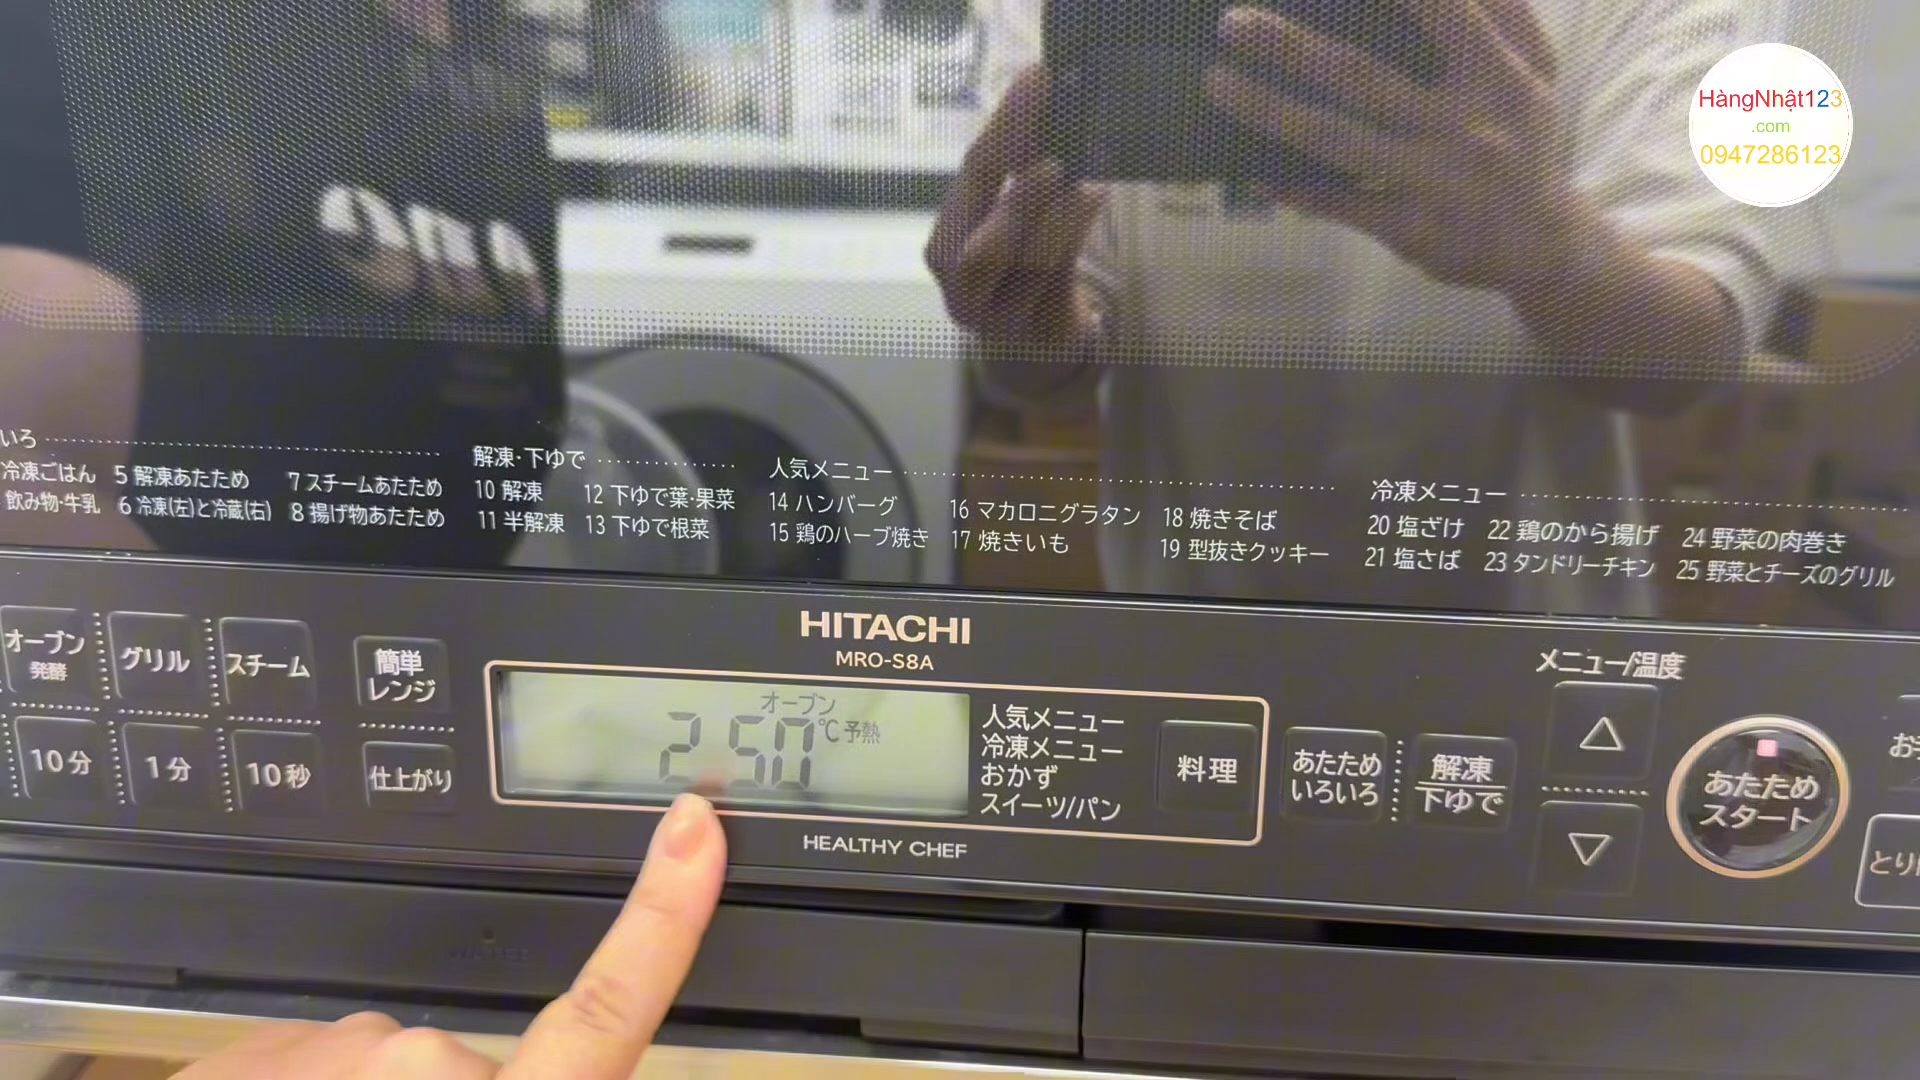 HàngNhật123
.com
0947286123
いろ
冷凍ごはん 5 解凍あたため 7 スチームあたため
飲み物・牛乳 6 冷凍(左)と冷蔵(右) 8 揚げ物あたため
解凍・下ゆで
10 解凍 12 下ゆで葉・果菜
11 半解凍 13 下ゆで根菜
人気メニュー
14 ハンバーグ 16 マカロニグラタン 18 焼きそば
15 鶏のハーブ焼き 17 焼きいも 19 型抜きクッキー
冷凍メニュー
20 塩ざけ 22 鶏のから揚げ 24 野菜の肉巻き
21 塩さば 23 タンドリーチキン 25 野菜とチーズのグリル
HITACHI
MRO-S8A
オーブン
発酵
グリル
スチーム
簡単
レンジ
10分
1分
10秒
仕上がり
オーブン
250℃予熱
人気メニュー
冷凍メニュー
おかず
スイーツ/パン
料理
あたため
いろいろ
解凍
下ゆで
メニュー/温度
△
▽
あたため
スタート
お
とり
HEALTHY CHEF
WATER